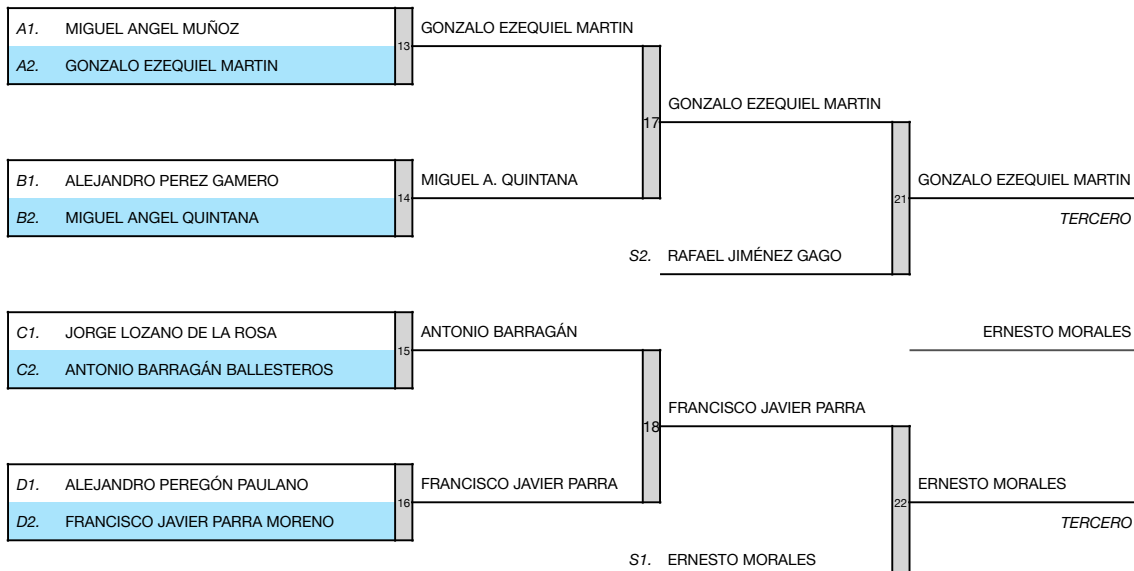 A1. MIGUEL ANGEL MUÑOZ
A2. GONZALO EZEQUIEL MARTIN
13
GONZALO EZEQUIEL MARTIN
B1. ALEJANDRO PEREZ GAMERO
B2. MIGUEL ANGEL QUINTANA
14
MIGUEL A. QUINTANA
17
GONZALO EZEQUIEL MARTIN
S2. RAFAEL JIMÉNEZ GAGO
21
GONZALO EZEQUIEL MARTIN
TERCERO
C1. JORGE LOZANO DE LA ROSA
C2. ANTONIO BARRAGÁN BALLESTEROS
15
ANTONIO BARRAGÁN
ERNESTO MORALES
D1. ALEJANDRO PEREGÓN PAULANO
D2. FRANCISCO JAVIER PARRA MORENO
16
FRANCISCO JAVIER PARRA
18
FRANCISCO JAVIER PARRA
S1. ERNESTO MORALES
22
ERNESTO MORALES
TERCERO